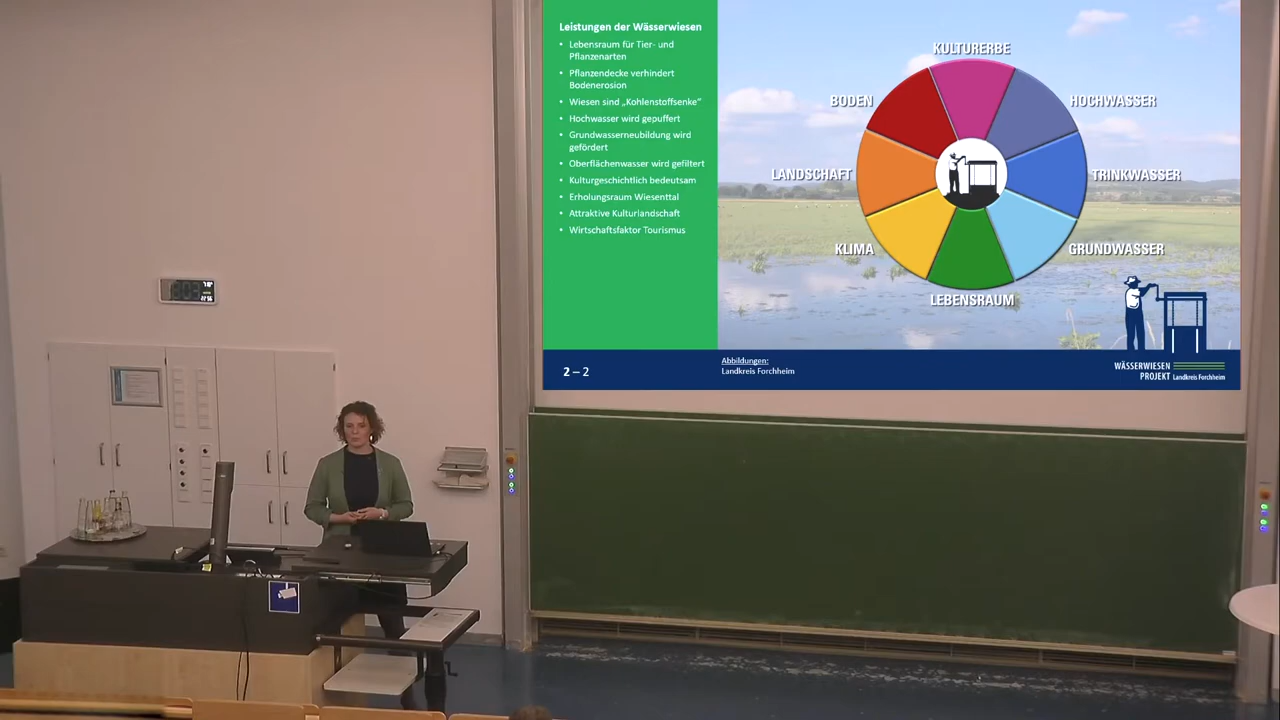 Leistungen der Wässerwiesen
• Lebensraum für Tier- und
Pflanzenarten
• Pflanzendecke verhindert
Bodenerosion
• Wiesen sind „Kohlenstoffsenke“
• Hochwasser wird gepuffert
• Grundwasserneubildung wird
gefördert
• Oberflächenwasser wird gefiltert
• Kulturgeschichtlich bedeutsam
• Erholungsraum Wiesenttal
• Attraktive Kulturlandschaft
• Wirtschaftsfaktor Tourismus
KULTURERBE
BODEN
HOCHWASSER
LANDSCHAFT
TRINKWASSER
KLIMA
GRUNDWASSER
LEBENSRAUM
2 – 2
Abbildungen:
Landkreis Forchheim
WÄSSERWIESEN
PROJEKT Landkreis Forchheim